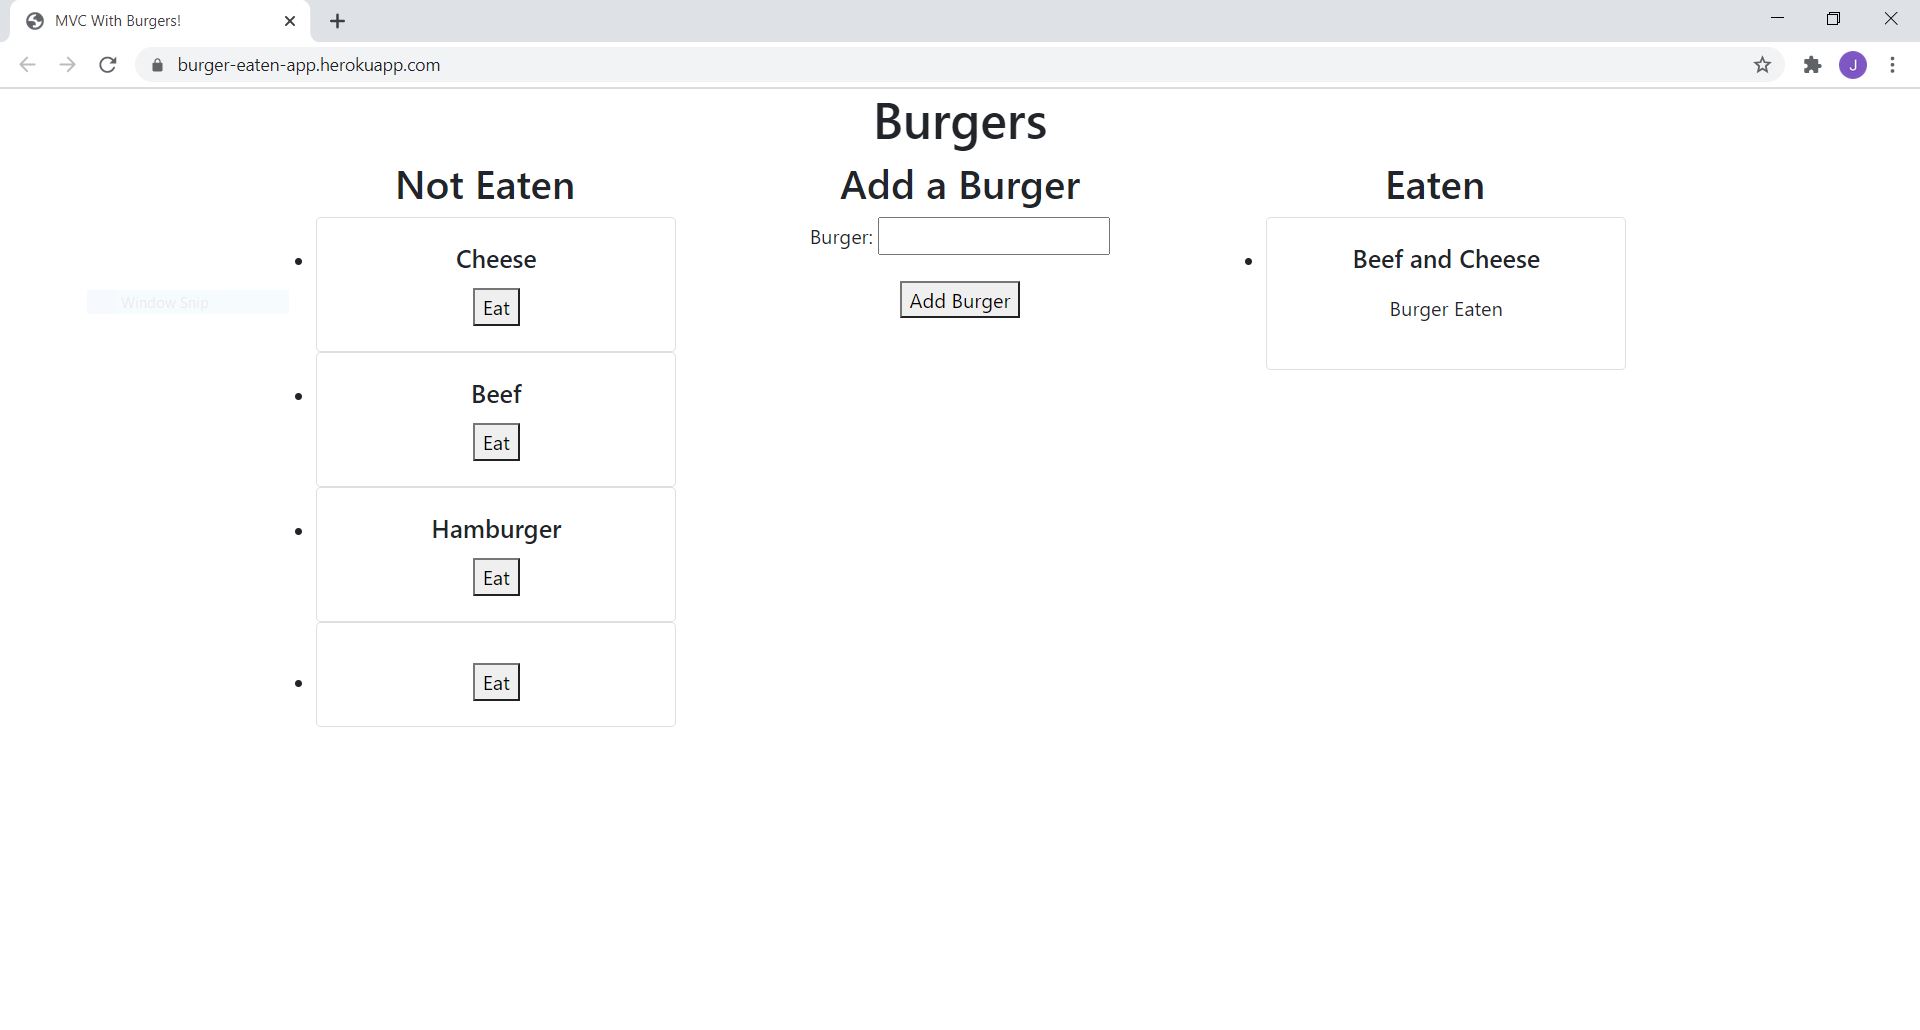 MVC With Burgers!
burger-eaten-app.herokuapp.com
J
Burgers
Not Eaten
Cheese
Eat
Beef
Eat
Hamburger
Eat
Eat
Window Snip
Add a Burger
Burger:
Add Burger
Eaten
Beef and Cheese
Burger Eaten